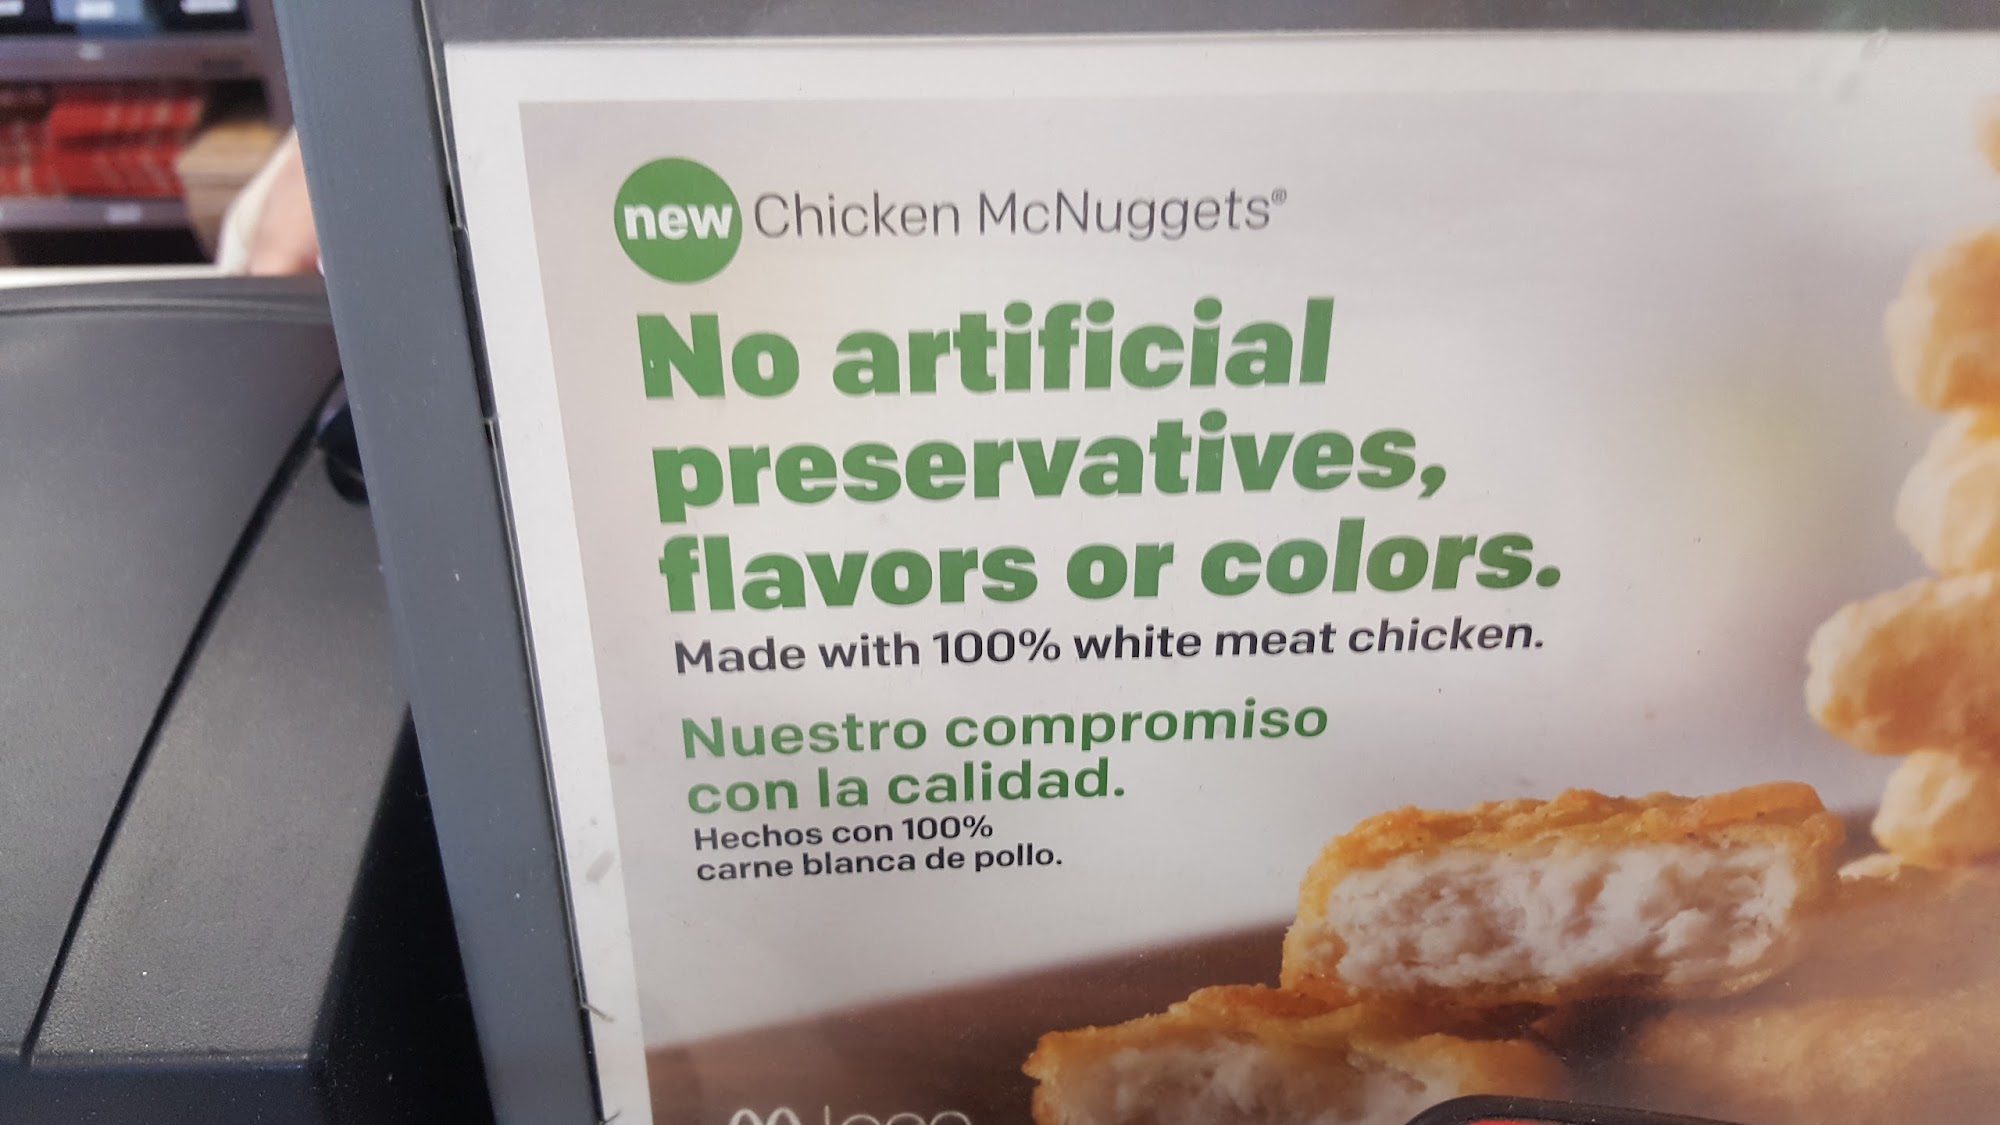 new Chicken McNuggets®
No artificial
preservatives,
flavors or colors.
Made with 100% white meat chicken.
Nuestro compromiso
con la calidad.
Hechos con 100%
carne blanca de pollo.